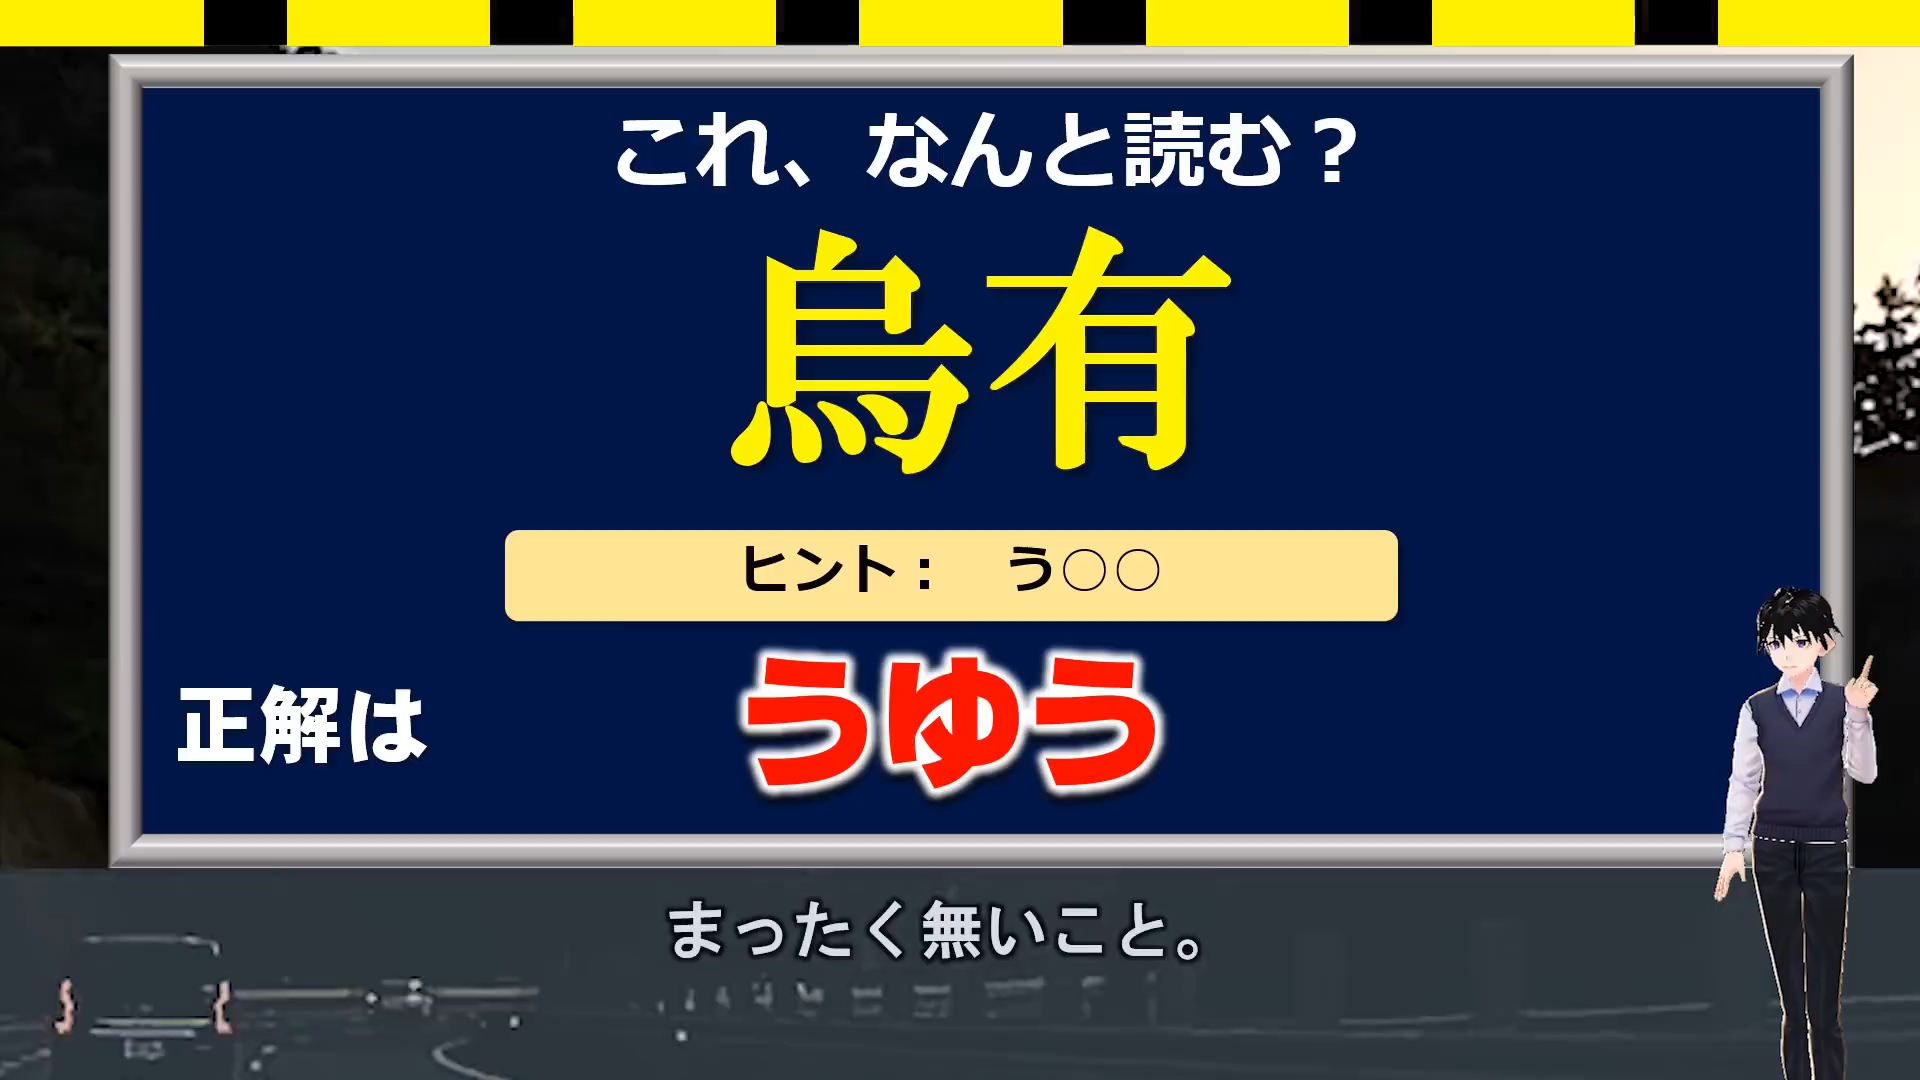 これ、なんと読む？
烏有
ヒント：　う○○
正解は
うゆう
まったく無いこと。